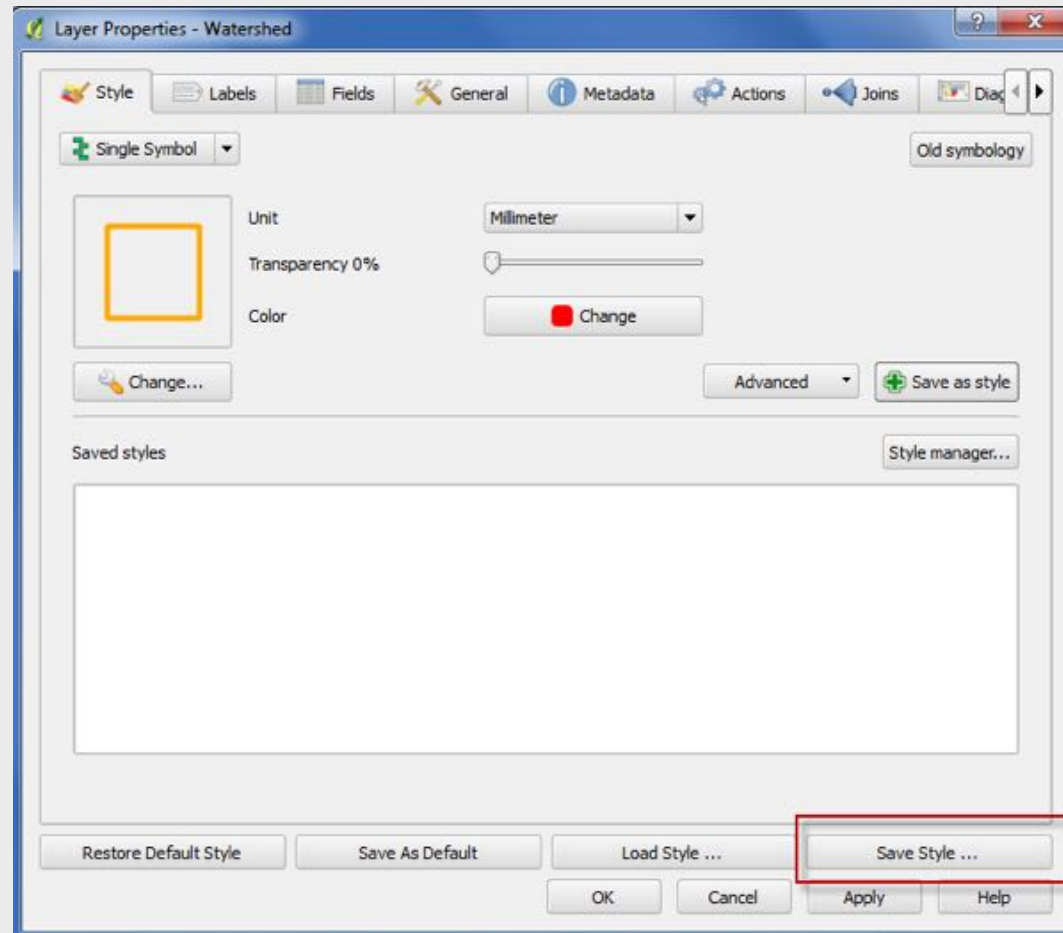 Layer Properties - Watershed
?
Style Labels Fields General Metadata Actions Joins Diag
Single Symbol Old symbology
Unit Millimeter
Transparency 0%
Color Change
Change... Advanced Save as style
Saved styles Style manager...
Restore Default Style Save As Default Load Style ... Save Style ...
OK Cancel Apply Help